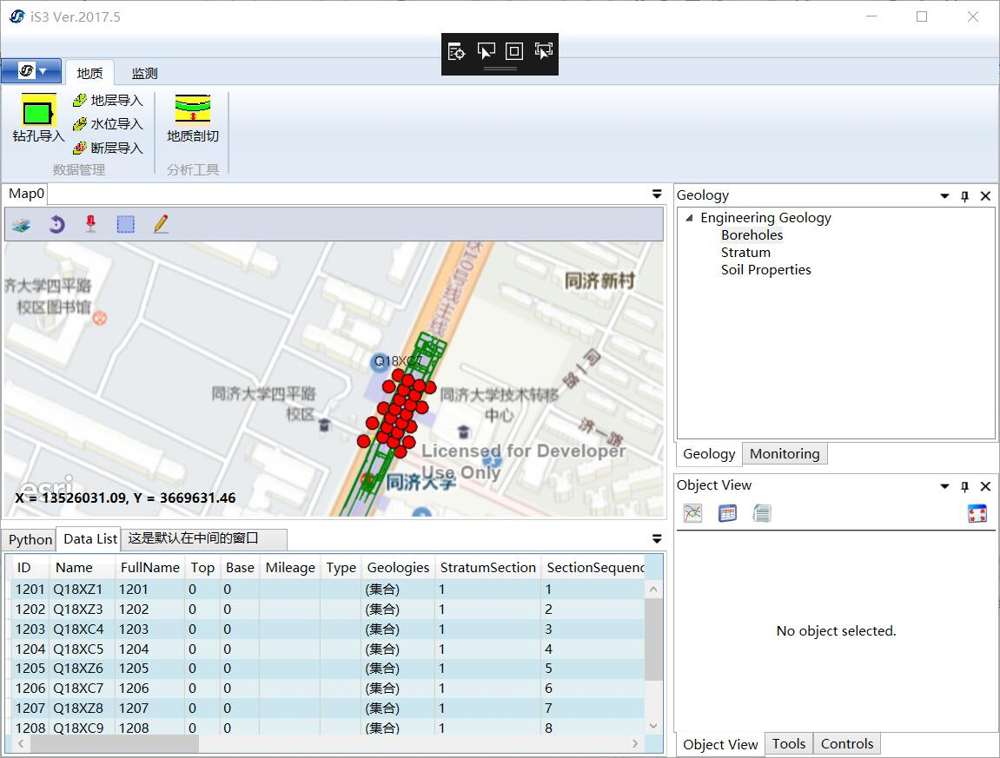 iS3 Ver.2017.5
地质 监测
钻孔导入
地层导入
水位导入
断层导入
地质剖切
数据管理 分析工具
Map0
齐大学四平路
校区图书馆
同济新村
Q18XC7
同济大学四平路
校区
同济大学技术转移
中心
济一路
同济大学
Licensed for Developer
Use Only
esri
X = 13526031.09, Y = 3669631.46
Geology
Engineering Geology
Boreholes
Stratum
Soil Properties
Geology Monitoring
Object View
No object selected.
Object View Tools Controls
Python Data List 这是默认在中间的窗口
ID Name FullName Top Base Mileage Type Geologies StratumSection SectionSequenc
1201 Q18XZ1 1201 0 0 (集合) 1 1
1202 Q18XZ3 1202 0 0 (集合) 1 2
1203 Q18XC4 1203 0 0 (集合) 1 3
1204 Q18XC5 1204 0 0 (集合) 1 4
1205 Q18XZ6 1205 0 0 (集合) 1 5
1206 Q18XC7 1206 0 0 (集合) 1 6
1207 Q18XZ8 1207 0 0 (集合) 1 7
1208 Q18XC9 1208 0 0 (集合) 1 8